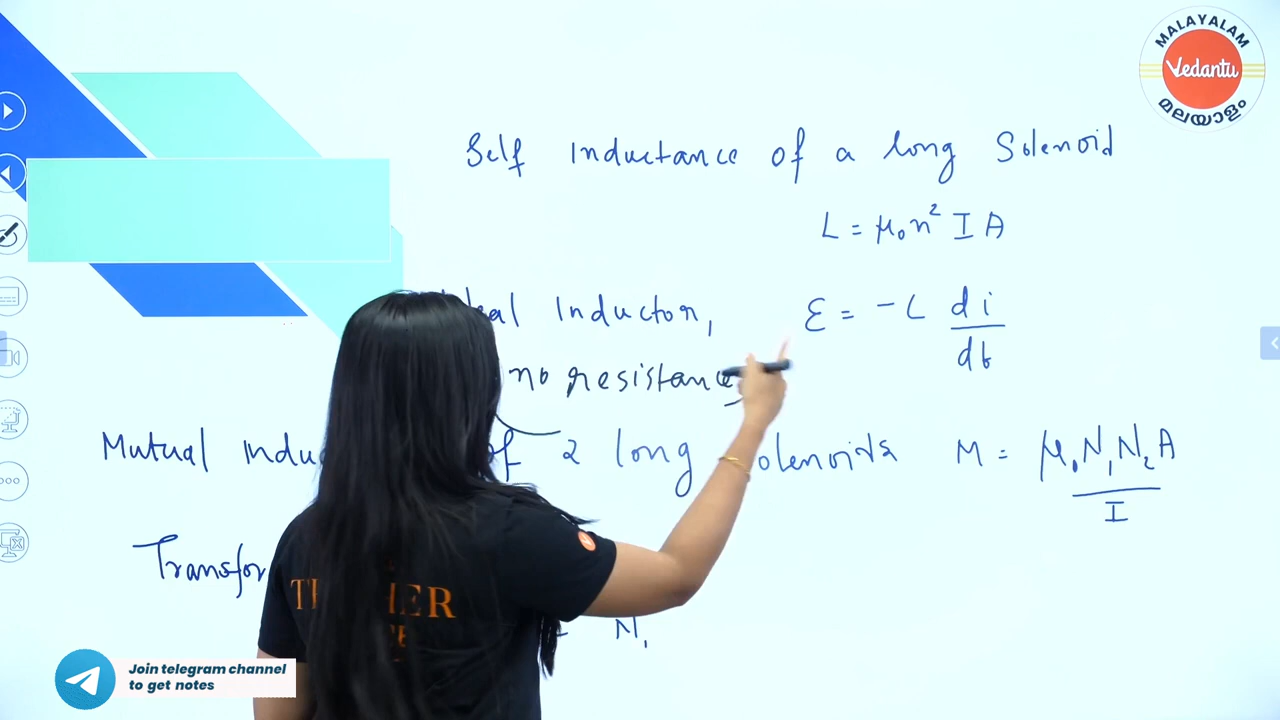 MALAYALAM
Vedantu
മലയാളം
Self Inductance of a long Solenoid
L = μ₀n² I A
Inductor, ε = -L di/dt
no resistance
Mutual of 2 long M = μ₀N₁N₂A/I
N₁
Join telegram channel
to get notes